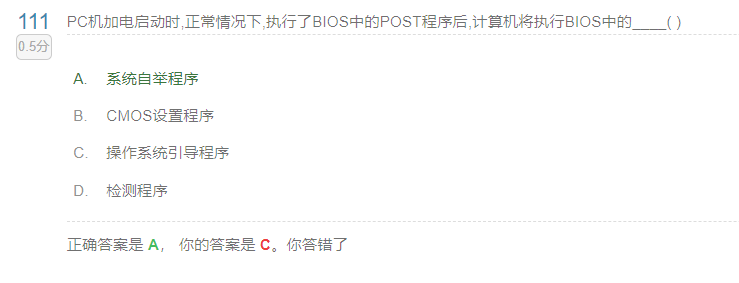 111 PC机加电启动时,正常情况下,执行了BIOS中的POST程序后,计算机将执行BIOS中的____( )
0.5分
A. 系统自举程序
B. CMOS设置程序
C. 操作系统引导程序
D. 检测程序
正确答案是 A， 你的答案是 C。你答错了